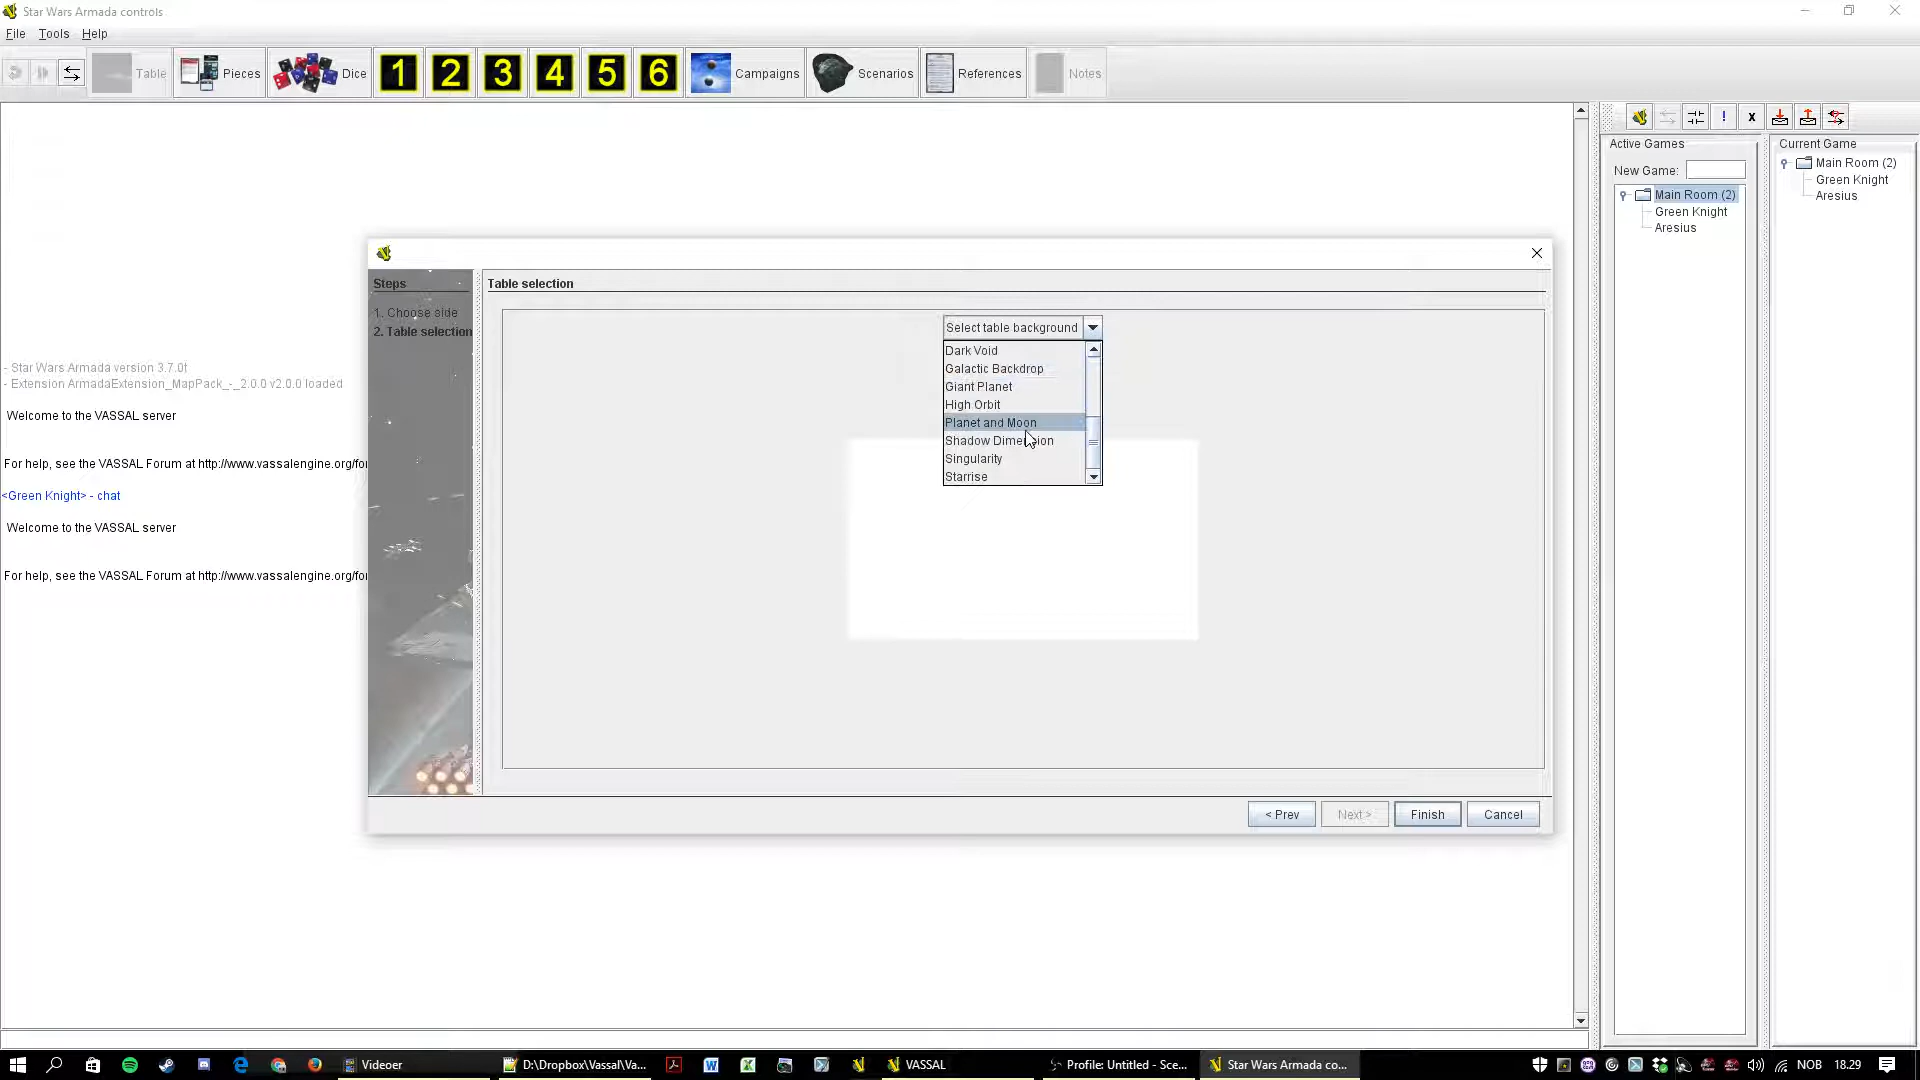 Star Wars Armada controls
File Tools Help
Table Pieces Dice 1 2 3 4 5 6 Campaigns Scenarios References Notes
! x
Active Games
New Game:
Main Room (2)
Green Knight
Aresius
Current Game
Main Room (2)
Green Knight
Aresius
- Star Wars Armada version 3.7.0f
- Extension ArmadaExtension_MapPack_-_2.0.0 v2.0.0 loaded
Welcome to the VASSAL server
For help, see the VASSAL Forum at http://www.vassalengine.org/for
<Green Knight> - chat
Welcome to the VASSAL server
For help, see the VASSAL Forum at http://www.vassalengine.org/for
Steps
1. Choose side
2. Table selection
Table selection
Select table background
Dark Void
Galactic Backdrop
Giant Planet
High Orbit
Planet and Moon
Shadow Dimension
Singularity
Starrise
< Prev Next > Finish Cancel
Videoer D:\Dropbox\Vassal\Va... VASSAL Profile: Untitled - Sce... Star Wars Armada co... NOB 18.29